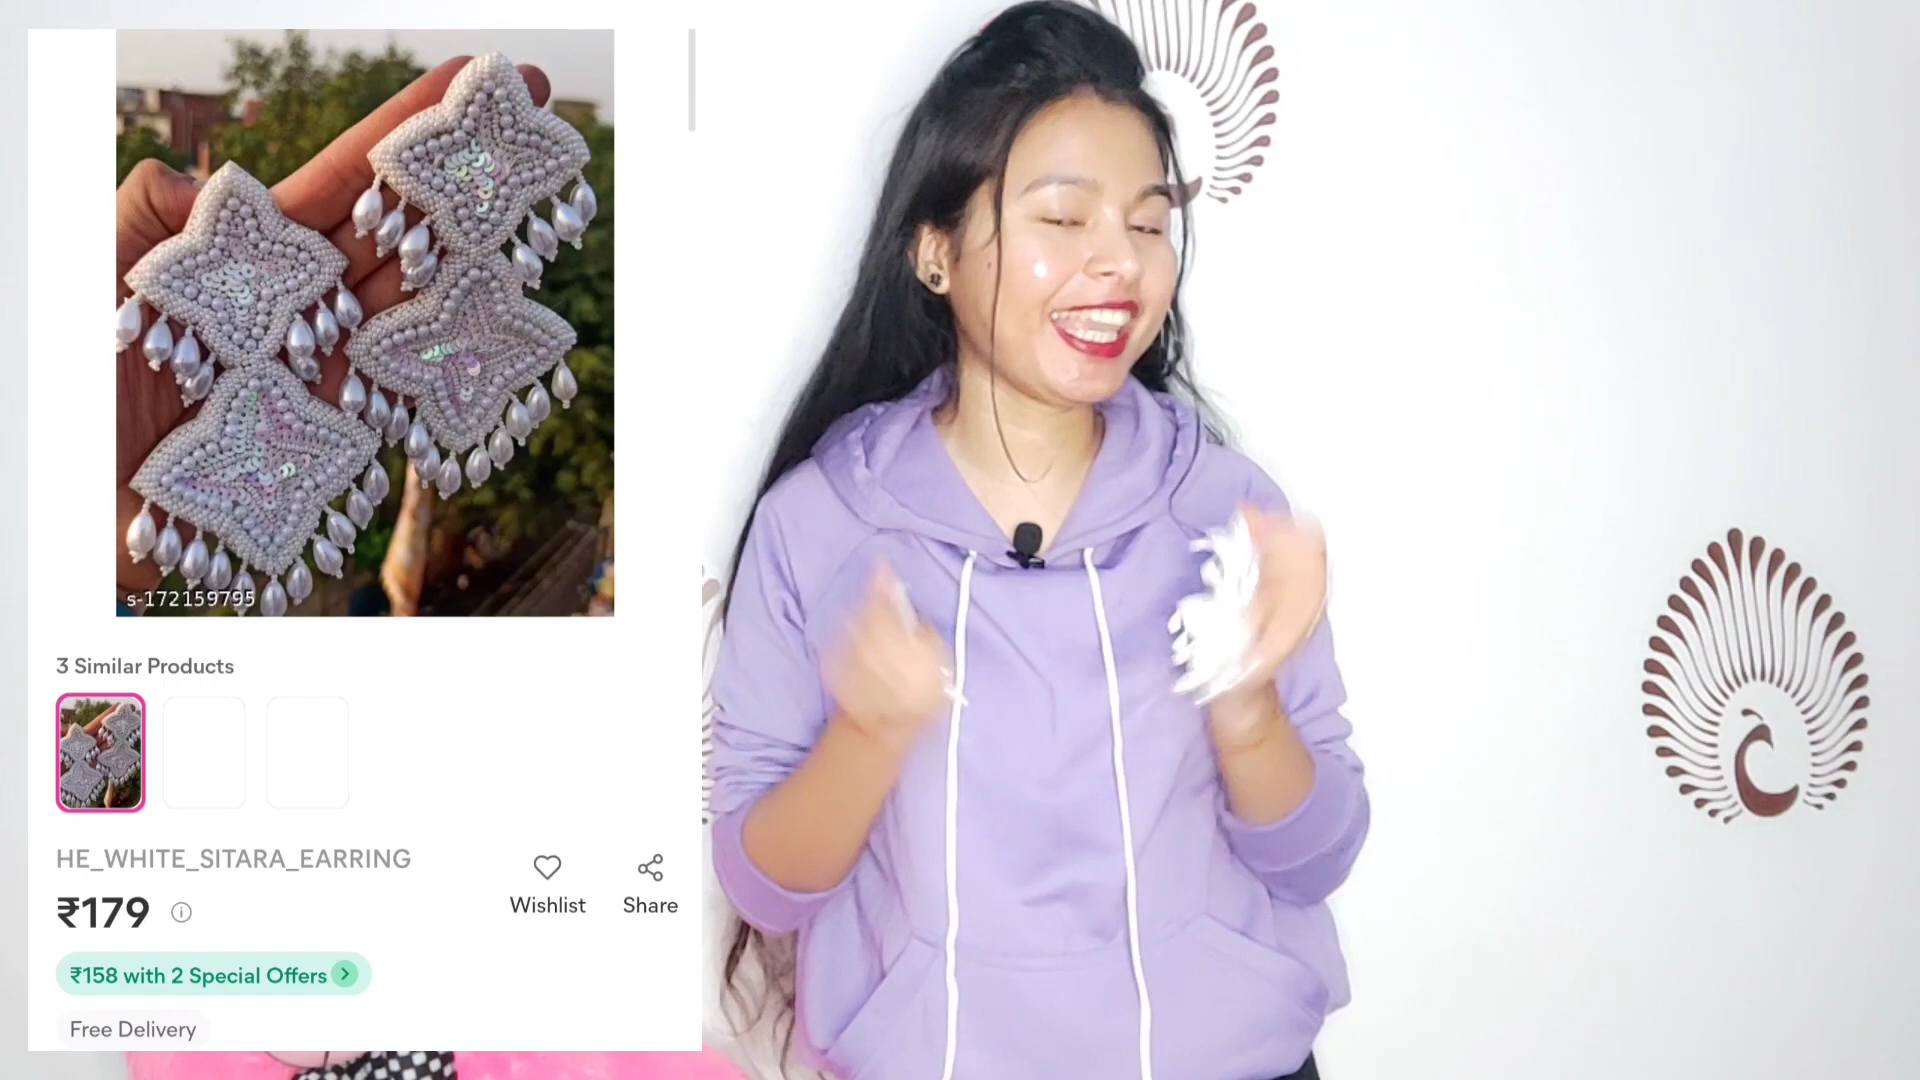 s-172159795
3 Similar Products
HE_WHITE_SITARA_EARRING
₹179
Wishlist
Share
₹158 with 2 Special Offers
Free Delivery